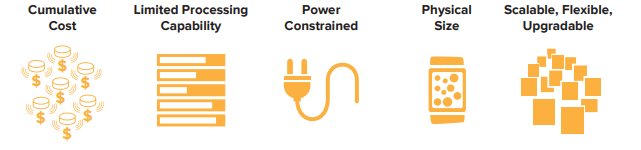 Cumulative
Cost
Limited Processing
Capability
Power
Constrained
Physical
Size
Scalable, Flexible,
Upgradable
$
$
$
$
$
$
$